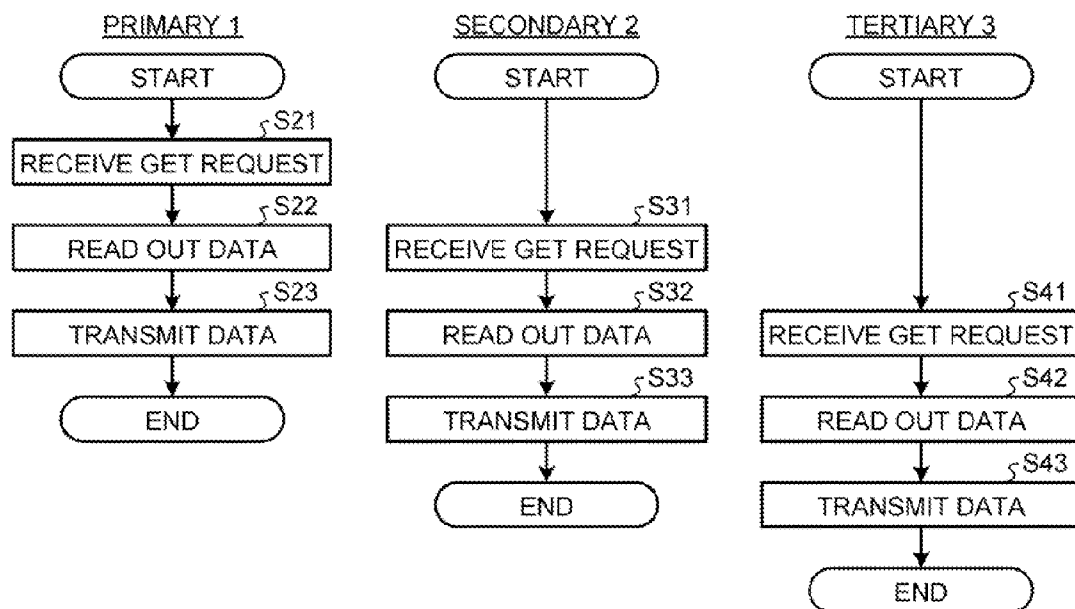 PRIMARY 1
START
S21
RECEIVE GET REQUEST
S22
READ OUT DATA
S23
TRANSMIT DATA
END
SECONDARY 2
START
S31
RECEIVE GET REQUEST
S32
READ OUT DATA
S33
TRANSMIT DATA
END
TERTIARY 3
START
S41
RECEIVE GET REQUEST
S42
READ OUT DATA
S43
TRANSMIT DATA
END